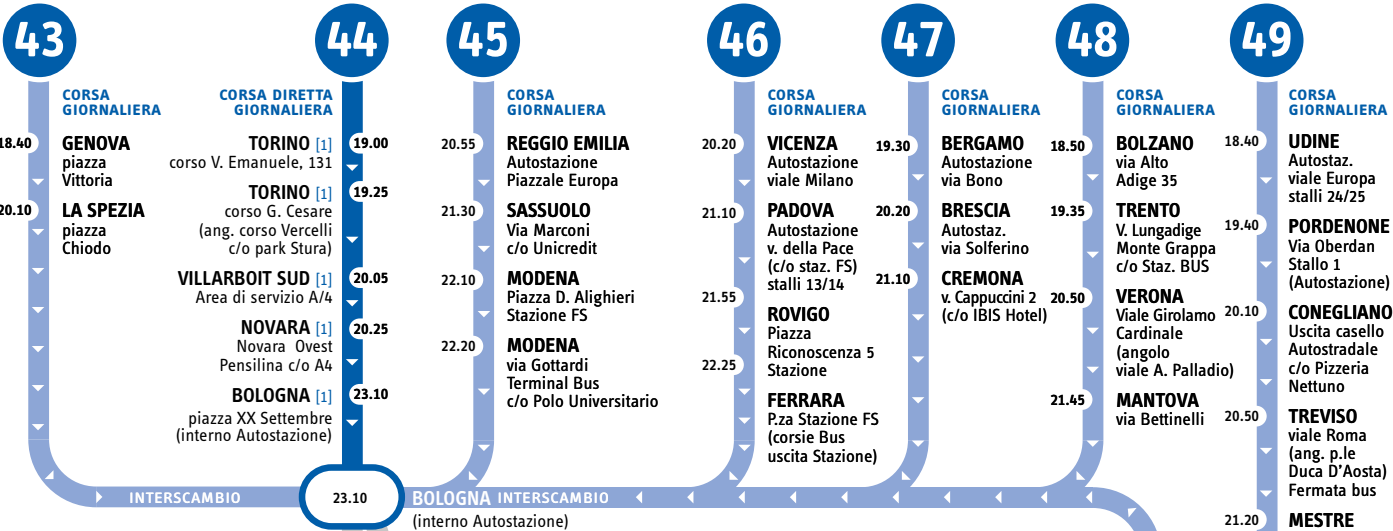 43
CORSA
GIORNALIERA
18.40
GENOVA
piazza
Vittoria
20.10
LA SPEZIA
piazza
Chiodo
44
CORSA DIRETTA
GIORNALIERA
TORINO [1] 19.00
corso V. Emanuele, 131
TORINO [1] 19.25
corso G. Cesare
(ang. corso Vercelli
c/o park Stura)
VILLARBOIT SUD [1] 20.05
Area di servizio A/4
NOVARA [1] 20.25
Novara Ovest
Pensilina c/o A4
BOLOGNA [1] 23.10
piazza XX Settembre
(interno Autostazione)
45
CORSA
GIORNALIERA
20.55 REGGIO EMILIA
Autostazione
Piazzale Europa
21.30 SASSUOLO
Via Marconi
c/o Unicredit
22.10 MODENA
Piazza D. Alighieri
Stazione FS
22.20 MODENA
via Gottardi
Terminal Bus
c/o Polo Universitario
46
CORSA
GIORNALIERA
20.20 VICENZA
Autostazione
viale Milano
21.10 PADOVA
Autostazione
v. della Pace
(c/o staz. FS)
stalli 13/14
21.55 ROVIGO
Piazza
Riconoscenza 5
Stazione
22.25 FERRARA
P.za Stazione FS
(corsie Bus
uscita Stazione)
47
CORSA
GIORNALIERA
19.30 BERGAMO
Autostazione
via Bono
20.20 BRESCIA
Autostaz.
via Solferino
21.10 CREMONA
v. Cappuccini 2
(c/o IBIS Hotel)
48
CORSA
GIORNALIERA
18.50 BOLZANO
via Alto
Adige 35
19.35 TRENTO
V. Lungadige
Monte Grappa
c/o Staz. BUS
20.50 VERONA
Viale Girolamo
Cardinale
(angolo
viale A. Palladio)
21.45 MANTOVA
via Bettinelli
49
CORSA
GIORNALIERA
18.40 UDINE
Autostaz.
viale Europa
stalli 24/25
19.40 PORDENONE
Via Oberdan
Stallo 1
(Autostazione)
20.10 CONEGLIANO
Uscita casello
Autostradale
c/o Pizzeria
Nettuno
20.50 TREVISO
viale Roma
(ang. p.le
Duca D'Aosta)
Fermata bus
21.20 MESTRE
INTERSCAMBIO 23.10 BOLOGNA INTERSCAMBIO
(interno Autostazione)